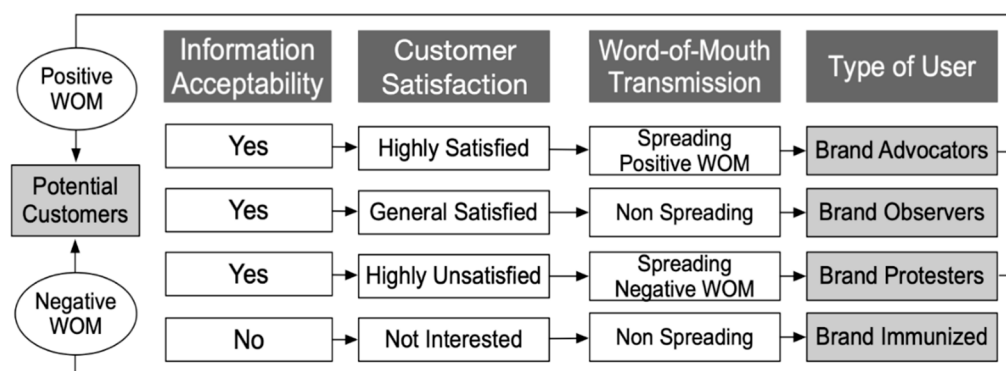 Positive
WOM
Potential
Customers
Negative
WOM
Information
Acceptability
Customer
Satisfaction
Word-of-Mouth
Transmission
Type of User
Yes
Highly Satisfied
Spreading
Positive WOM
Brand Advocators
Yes
General Satisfied
Non Spreading
Brand Observers
Yes
Highly Unsatisfied
Spreading
Negative WOM
Brand Protesters
No
Not Interested
Non Spreading
Brand Immunized